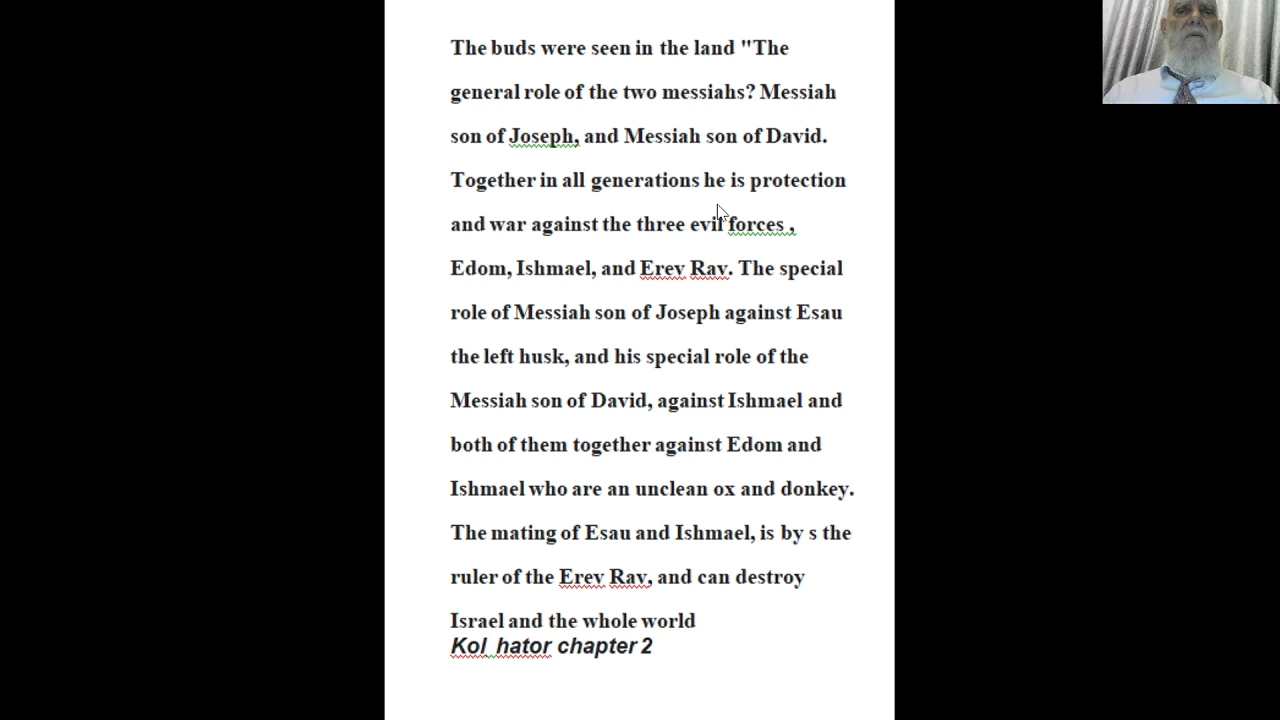 The buds were seen in the land "The
general role of the two messiahs? Messiah
son of Joseph, and Messiah son of David.
Together in all generations he is protection
and war against the three evil forces ,
Edom, Ishmael, and Erev Rav. The special
role of Messiah son of Joseph against Esau
the left husk, and his special role of the
Messiah son of David, against Ishmael and
both of them together against Edom and
Ishmael who are an unclean ox and donkey.
The mating of Esau and Ishmael, is by s the
ruler of the Erev Rav, and can destroy
Israel and the whole world
Kol hator chapter 2